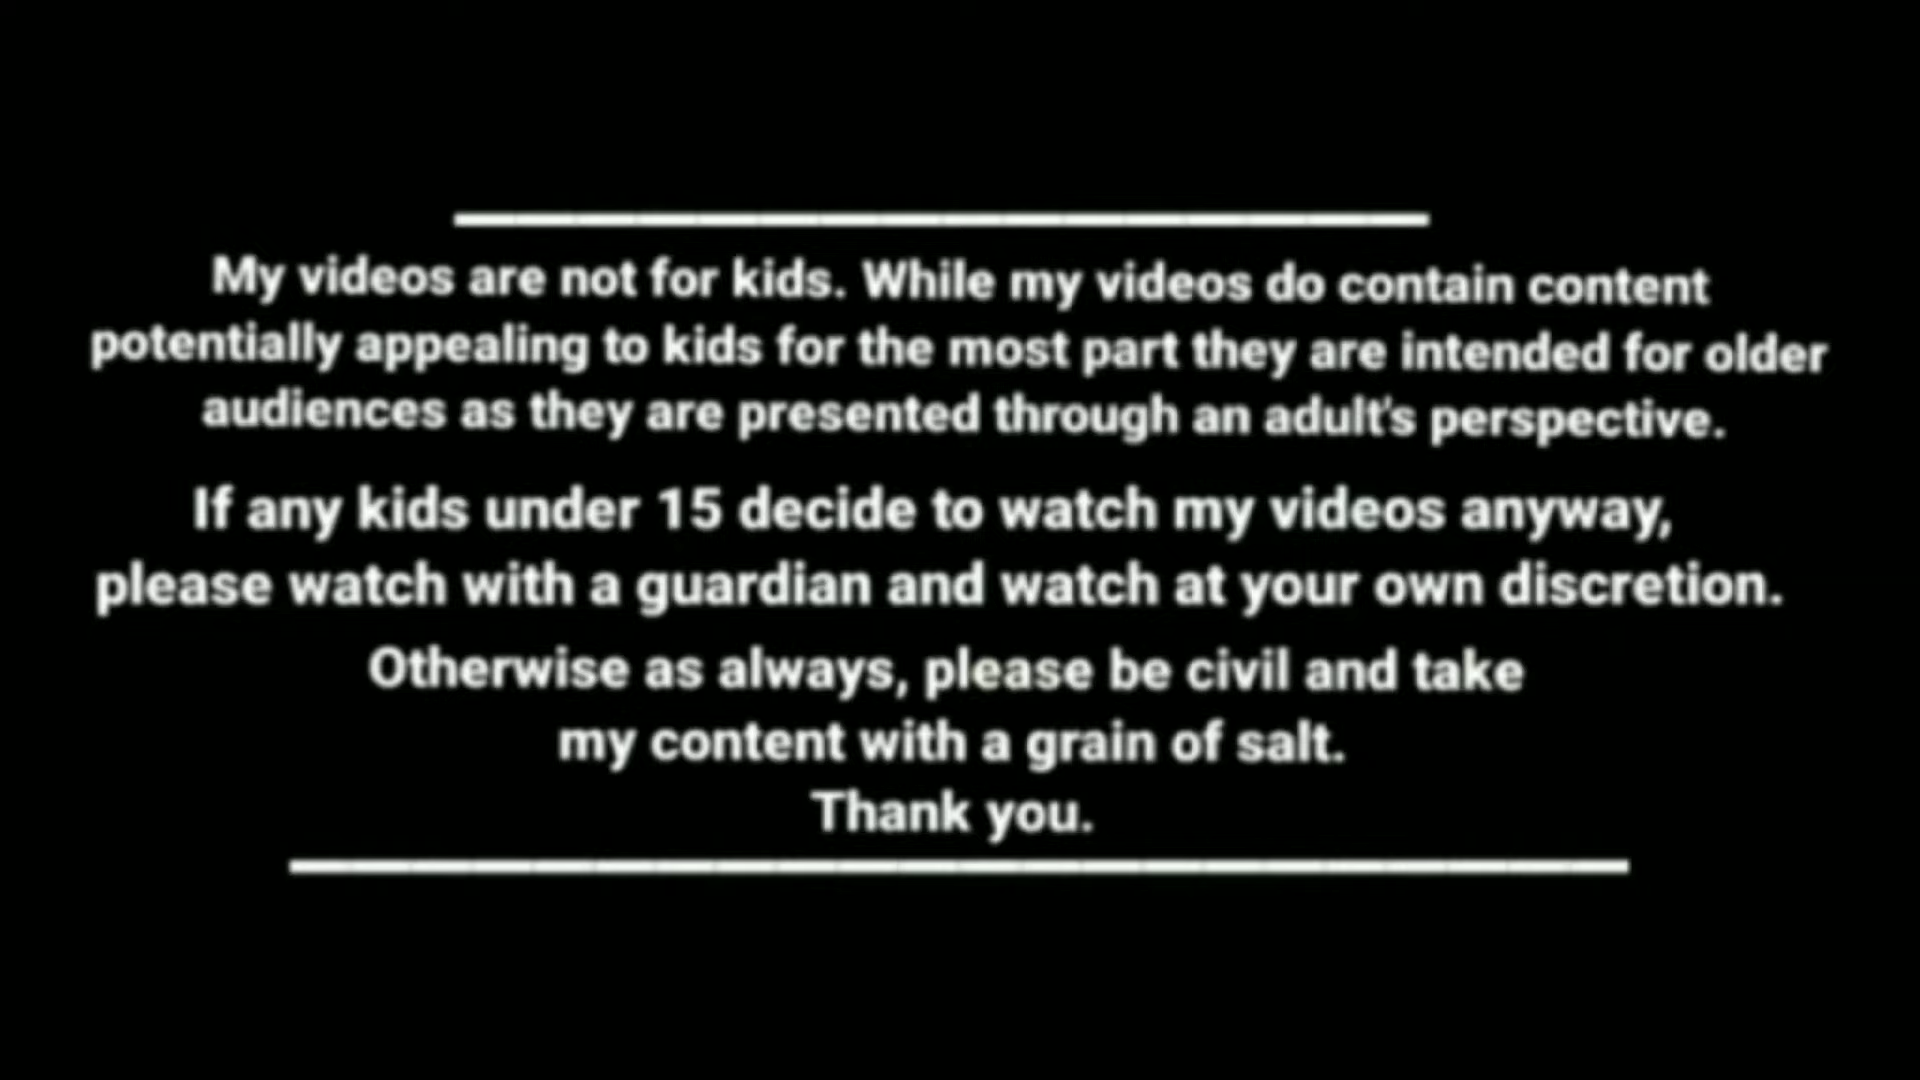 My videos are not for kids. While my videos do contain content
potentially appealing to kids for the most part they are intended for older
audiences as they are presented through an adult's perspective.
If any kids under 15 decide to watch my videos anyway,
please watch with a guardian and watch at your own discretion.
Otherwise as always, please be civil and take
my content with a grain of salt.
Thank you.